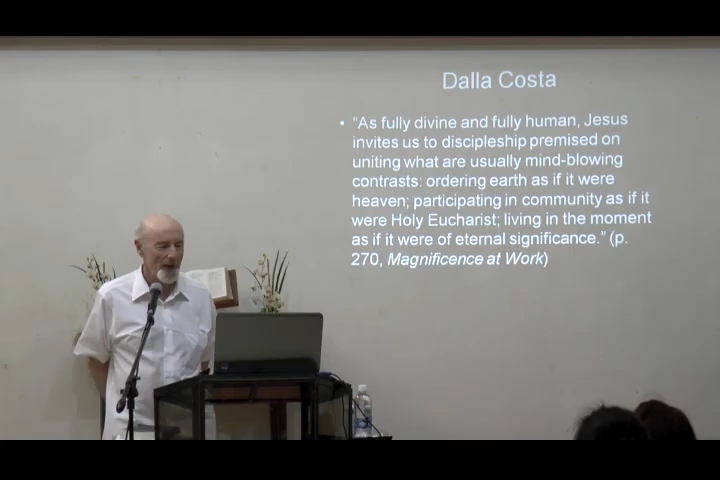 Dalla Costa
• "As fully divine and fully human, Jesus
invites us to discipleship premised on
uniting what are usually mind-blowing
contrasts: ordering earth as if it were
heaven; participating in community as if it
were Holy Eucharist; living in the moment
as if it were of eternal significance." (p.
270, Magnificence at Work)